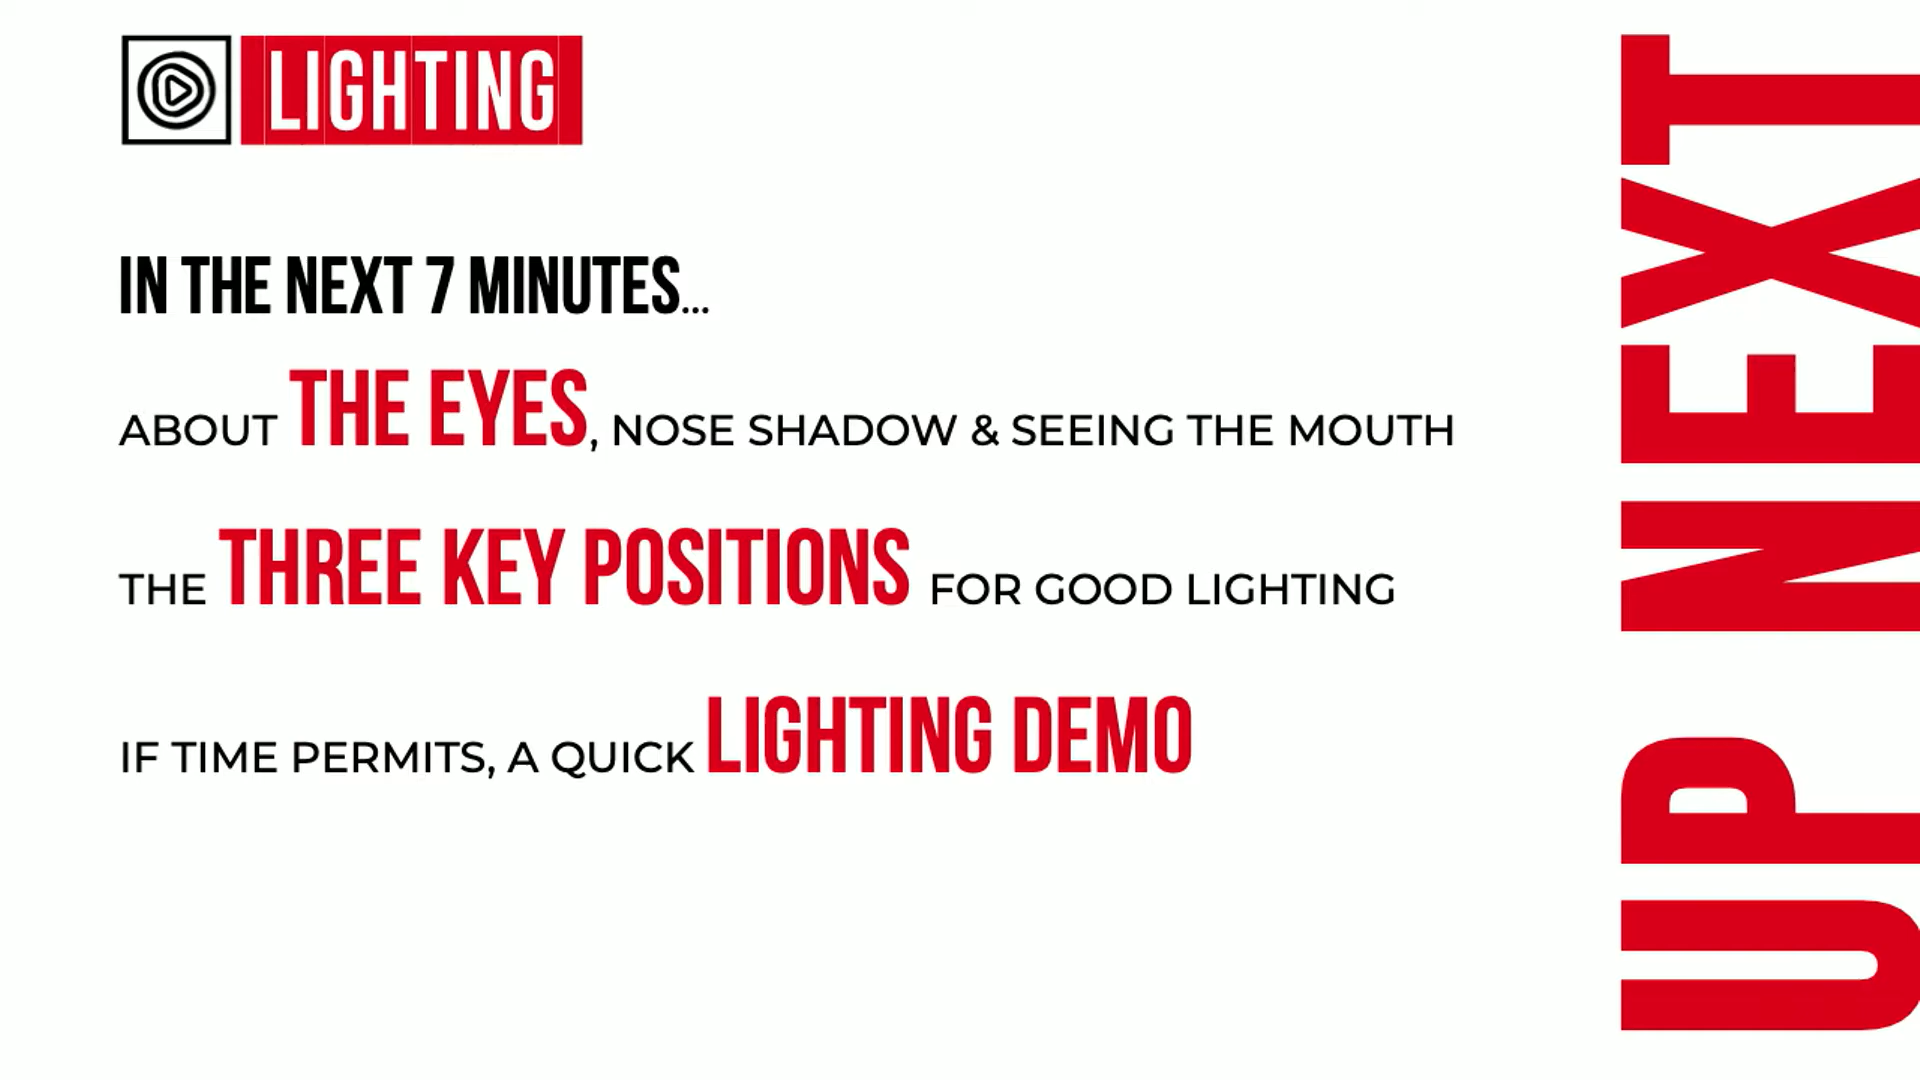 LIGHTING
IN THE NEXT 7 MINUTES...
ABOUT THE EYES, NOSE SHADOW & SEEING THE MOUTH
THE THREE KEY POSITIONS FOR GOOD LIGHTING
IF TIME PERMITS, A QUICK LIGHTING DEMO
UP NEXT